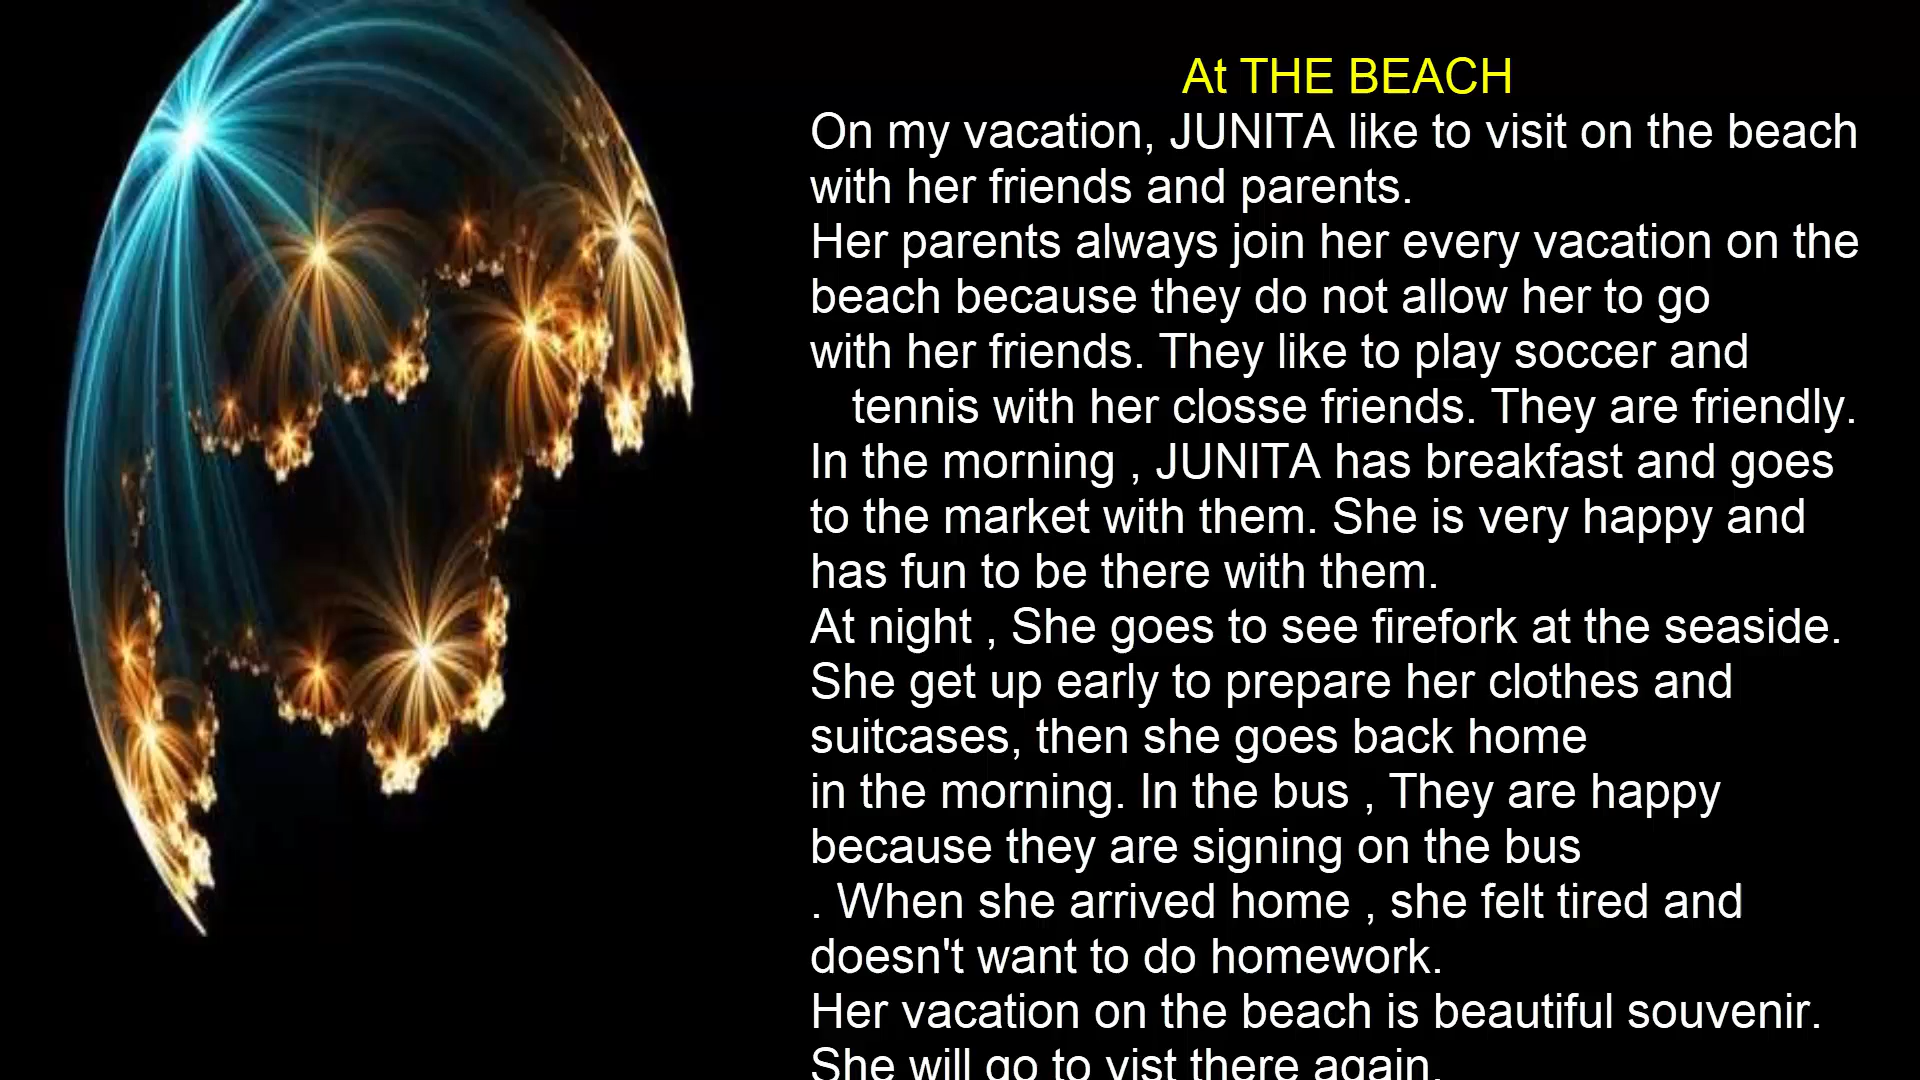 At THE BEACH
On my vacation, JUNITA like to visit on the beach
with her friends and parents.
Her parents always join her every vacation on the
beach because they do not allow her to go
with her friends. They like to play soccer and
tennis with her closse friends. They are friendly.
In the morning , JUNITA has breakfast and goes
to the market with them. She is very happy and
has fun to be there with them.
At night , She goes to see firefork at the seaside.
She get up early to prepare her clothes and
suitcases, then she goes back home
in the morning. In the bus , They are happy
because they are signing on the bus
. When she arrived home , she felt tired and
doesn't want to do homework.
Her vacation on the beach is beautiful souvenir.
She will go to vist there again.